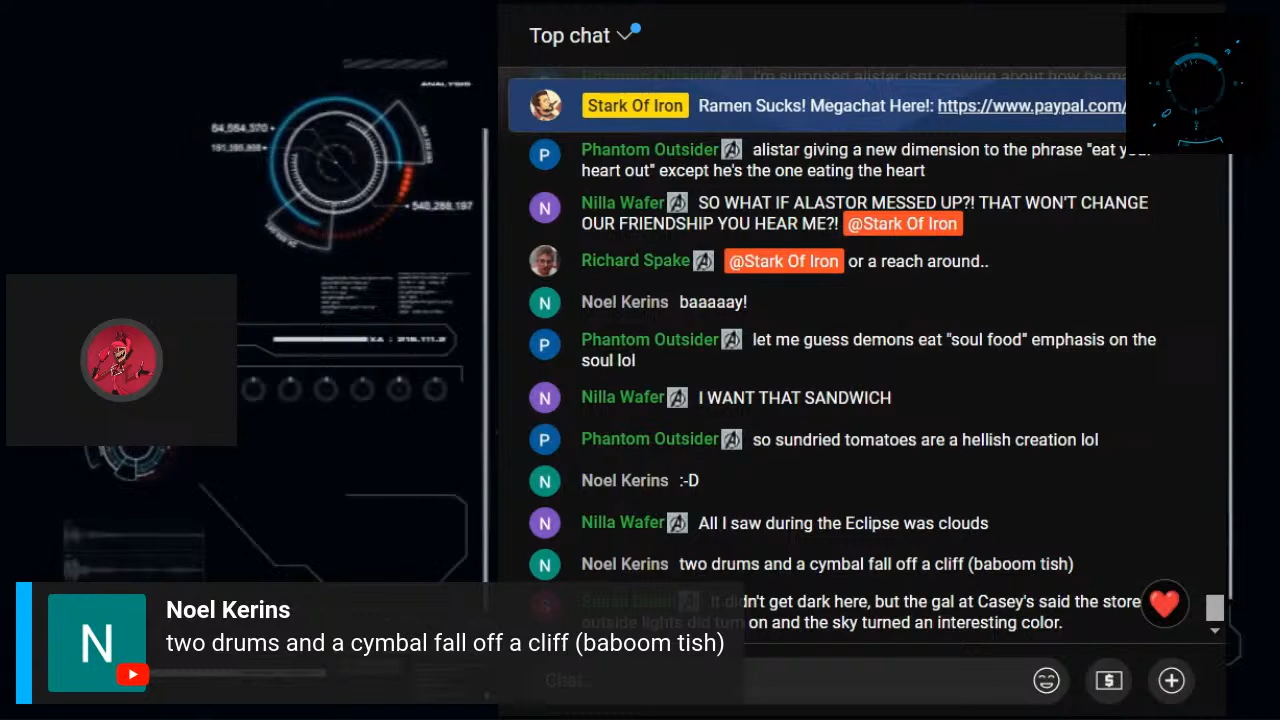 Top chat
ANALYSIS
Stark Of Iron Ramen Sucks! Megachat Here!: https://www.paypal.com/
Phantom Outsider alistar giving a new dimension to the phrase "eat your
heart out" except he's the one eating the heart
Nilla Wafer SO WHAT IF ALASTOR MESSED UP?! THAT WON'T CHANGE
OUR FRIENDSHIP YOU HEAR ME?! @Stark Of Iron
Richard Spake @Stark Of Iron or a reach around..
Noel Kerins baaaaay!
Phantom Outsider let me guess demons eat "soul food" emphasis on the
soul lol
Nilla Wafer I WANT THAT SANDWICH
Phantom Outsider so sundried tomatoes are a hellish creation lol
Noel Kerins :-D
Nilla Wafer All I saw during the Eclipse was clouds
Noel Kerins two drums and a cymbal fall off a cliff (baboom tish)
It didn't get dark here, but the gal at Casey's said the store
outside lights did turn on and the sky turned an interesting color.
Noel Kerins
N two drums and a cymbal fall off a cliff (baboom tish)
Chat...